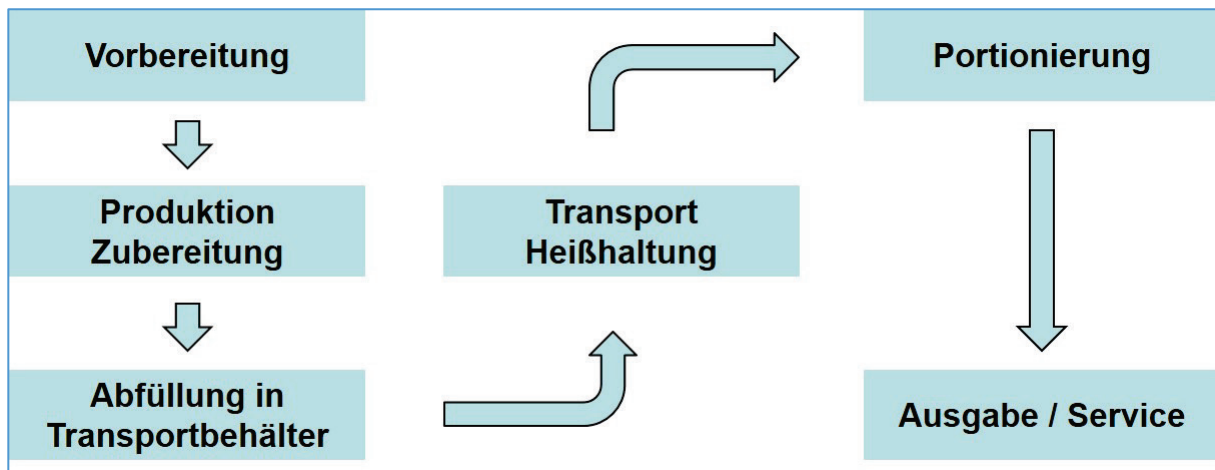 Vorbereitung
Produktion
Zubereitung
Abfüllung in
Transportbehälter
Transport
Heißhaltung
Portionierung
Ausgabe / Service